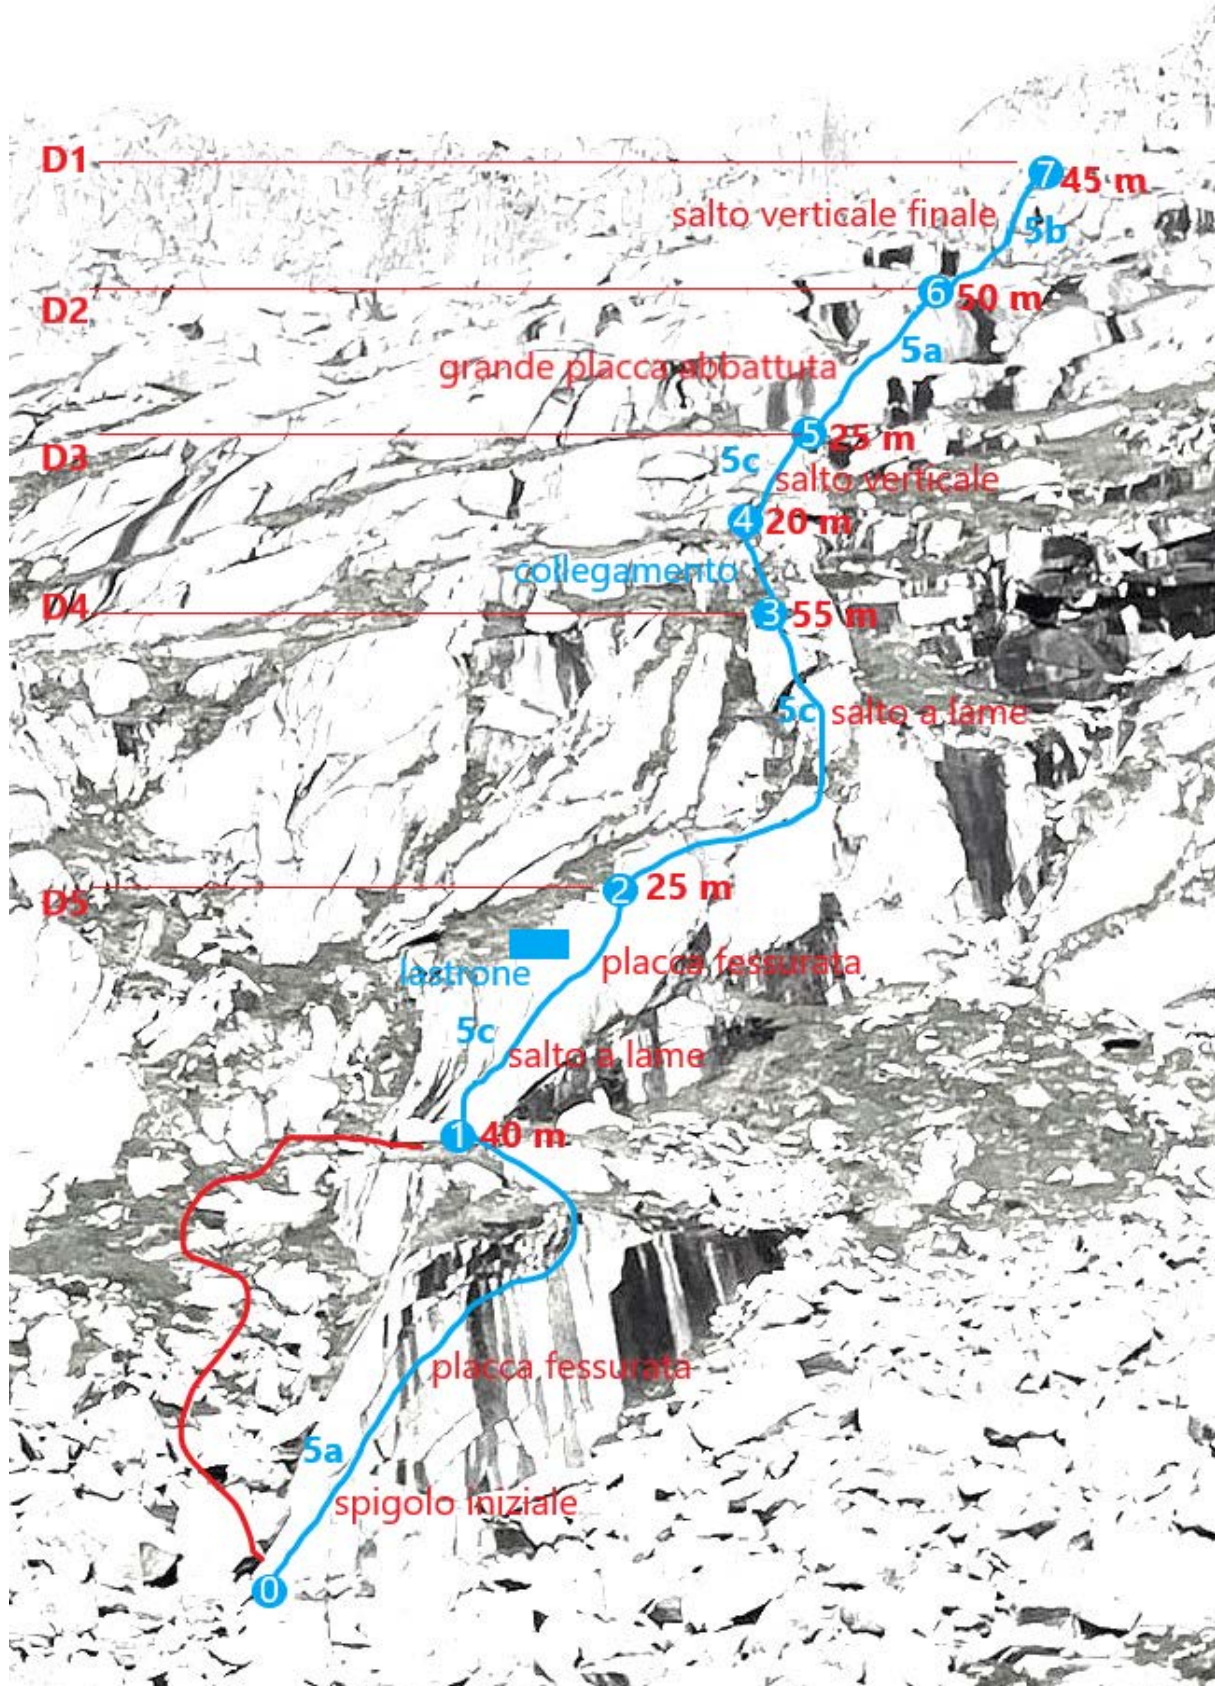 D1
7 45 m
salto verticale finale
5b
D2
6 50 m
5a
grande placca abbattuta
D3
5 25 m
5c
salto verticale
4 20 m
collegamento
D4
3 55 m
5c salto a lame
D5
2 25 m
lastrone
placca fessurata
5c
salto a lame
1 40 m
placca fessurata
5a
spigolo iniziale
0